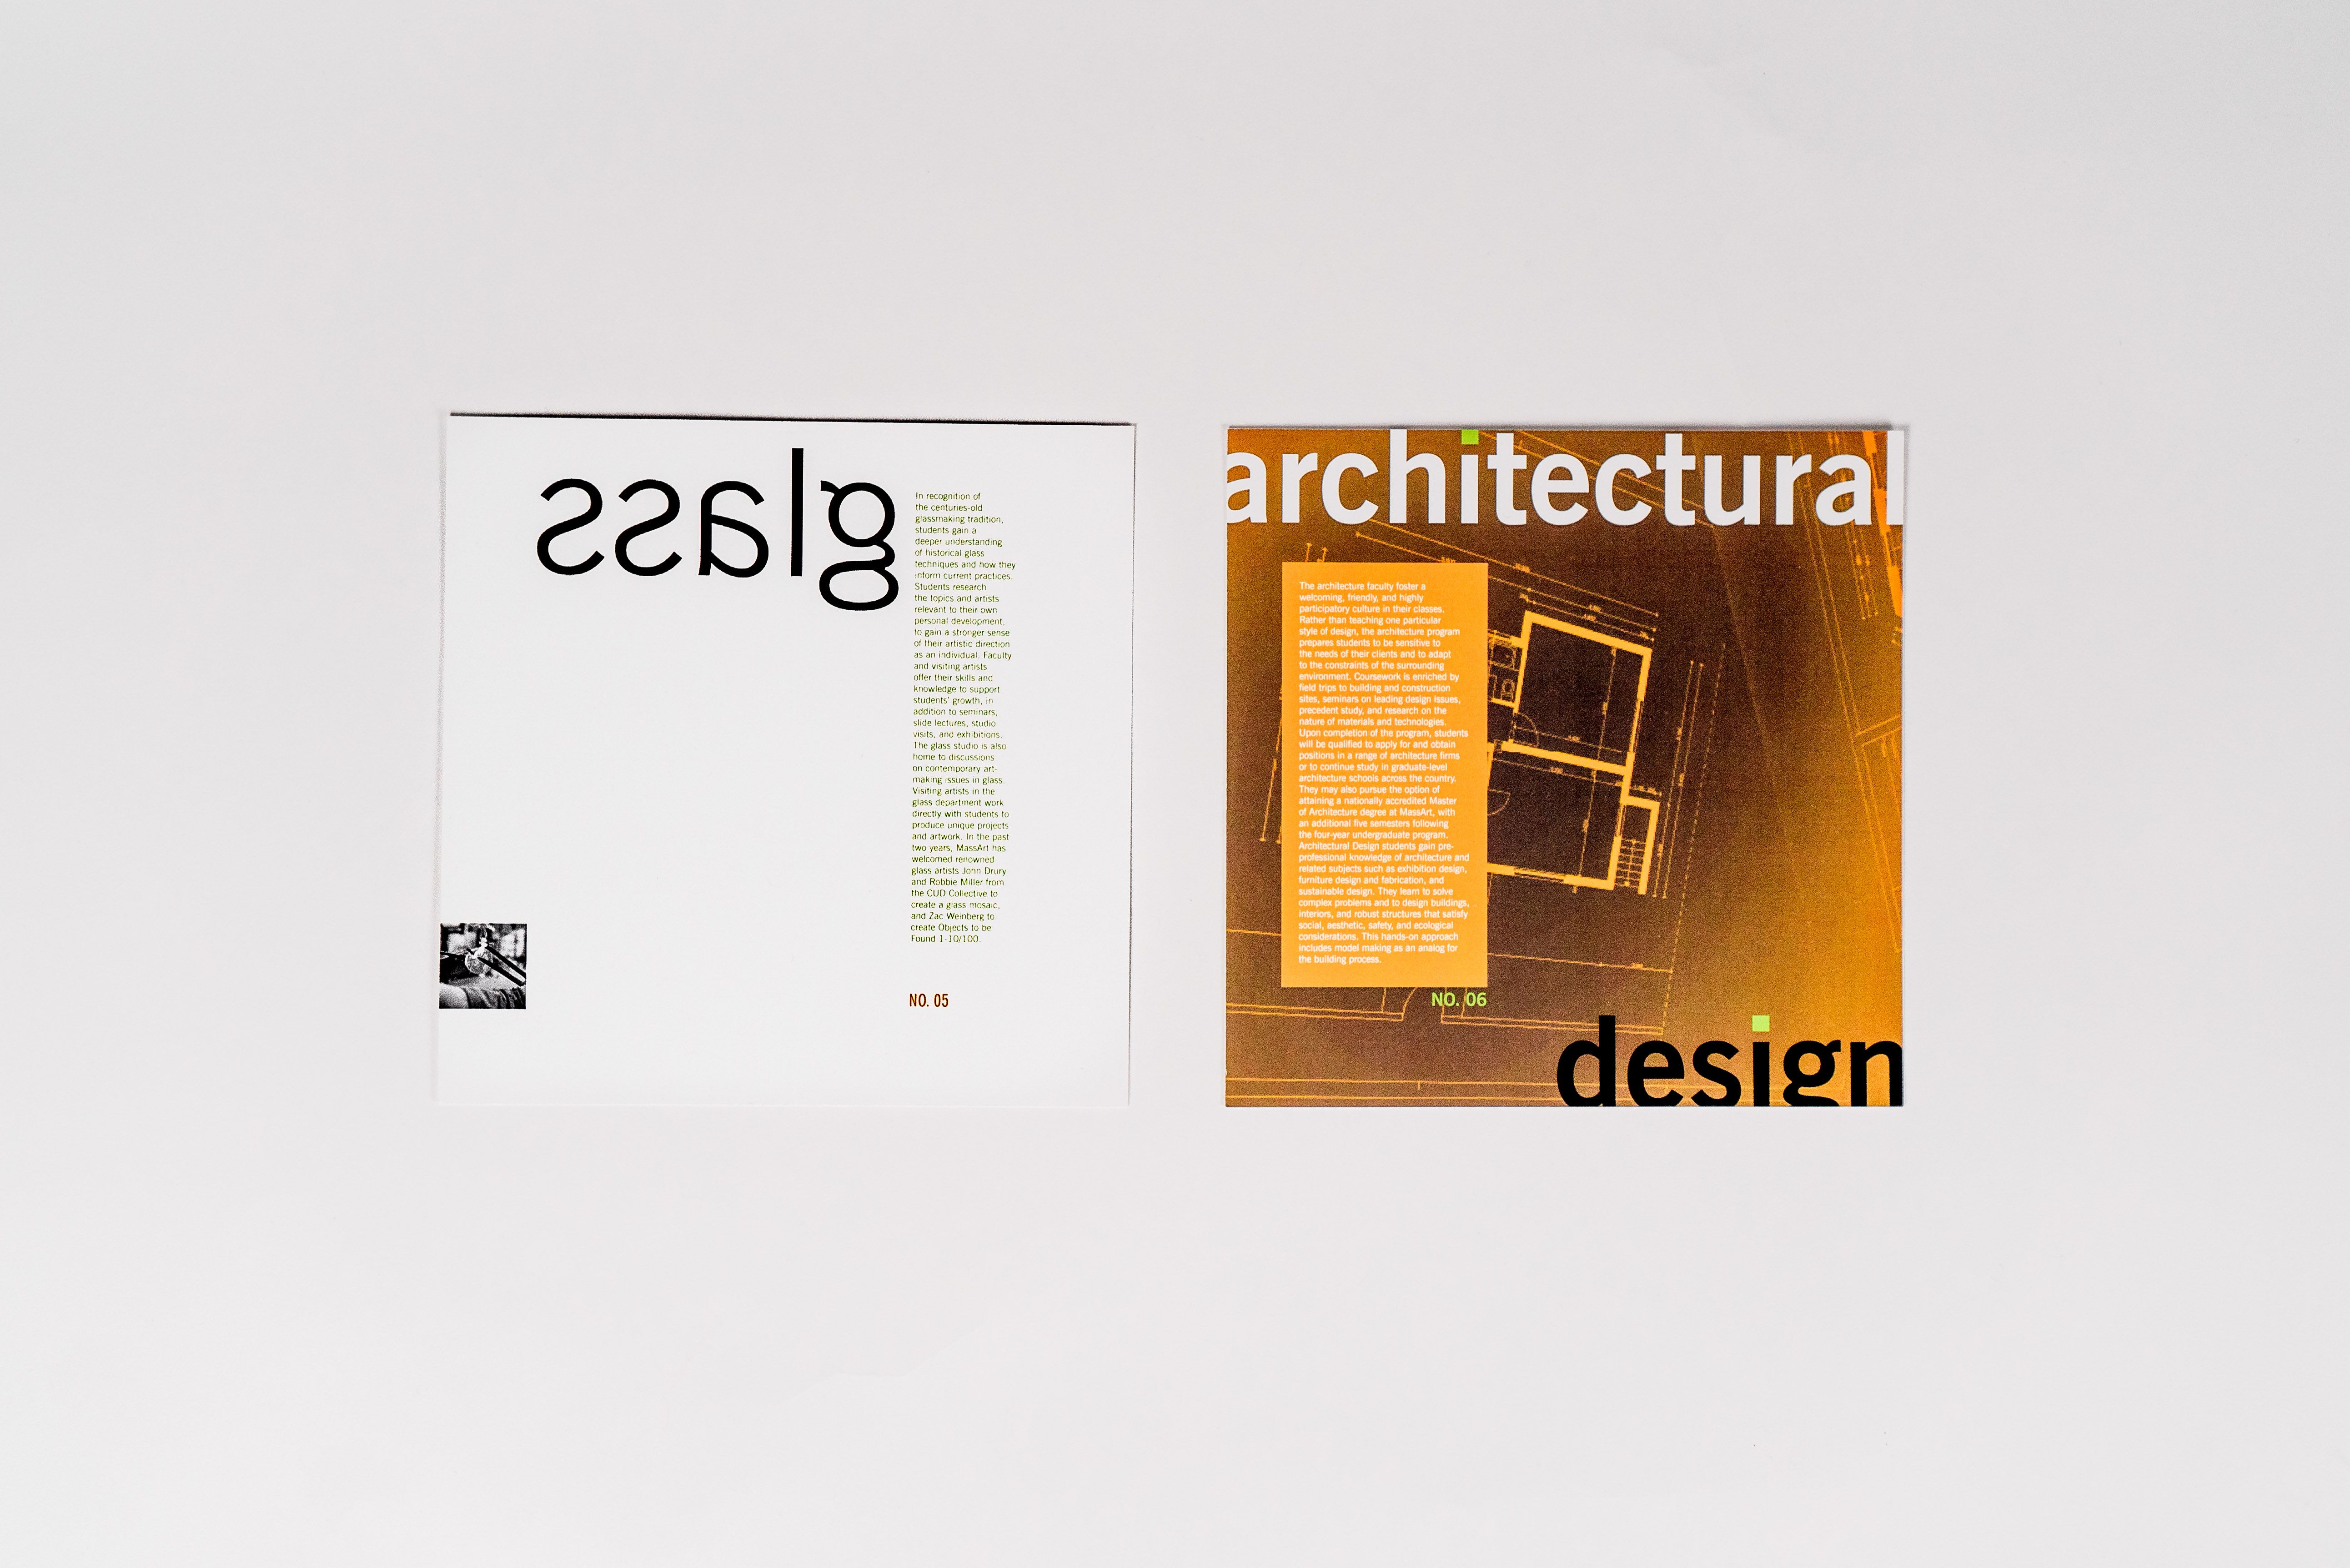 glass
In recognition of
the centuries-old
glassmaking tradition,
students gain a
deeper understanding
of historical glass
techniques and how they
inform current practices.
Students research
the topics and artists
relevant to their own
personal development,
to gain a stronger sense
of their artistic direction
as an individual. Faculty
and visiting artists
offer their skills and
knowledge to support
students' growth, in
addition to seminars,
slide lectures, studio
visits, and exhibitions.
The glass studio is also
home to discussions
on contemporary art-
making issues in glass.
Visiting artists in the
glass department work
directly with students to
produce unique projects
and artwork. In the past
two years, MassArt has
welcomed renowned
glass artists John Drury
and Robbie Miller from
the CUD Collective to
create a glass mosaic,
and Zac Weinberg to
create Objects to be
Found 1-10/100.
NO. 05
architectural
The architecture faculty foster a
welcoming, friendly, and highly
participatory culture in their classes.
Rather than teaching one particular
style of design, the architecture program
prepares students to be sensitive to
the needs of their clients and to adapt
to the constraints of the surrounding
environment. Coursework is enriched by
field trips to building and construction
sites, seminars on leading design issues,
precedent study, and research on the
nature of materials and technologies.
Upon completion of the program, students
will be qualified to apply for and obtain
positions in a range of architecture firms
or to continue study in graduate-level
architecture schools across the country.
They may also pursue the option of
attaining a nationally accredited Master
of Architecture degree at MassArt, with
an additional five semesters following
the four-year undergraduate program.
Architectural Design students gain pre-
professional knowledge of architecture and
related subjects such as exhibition design,
furniture design and fabrication, and
sustainable design. They learn to solve
complex problems and to design buildings,
interiors, and robust structures that satisfy
social, aesthetic, safety, and ecological
considerations. This hands-on approach
includes model making as an analog for
the building process.
NO. 06
design